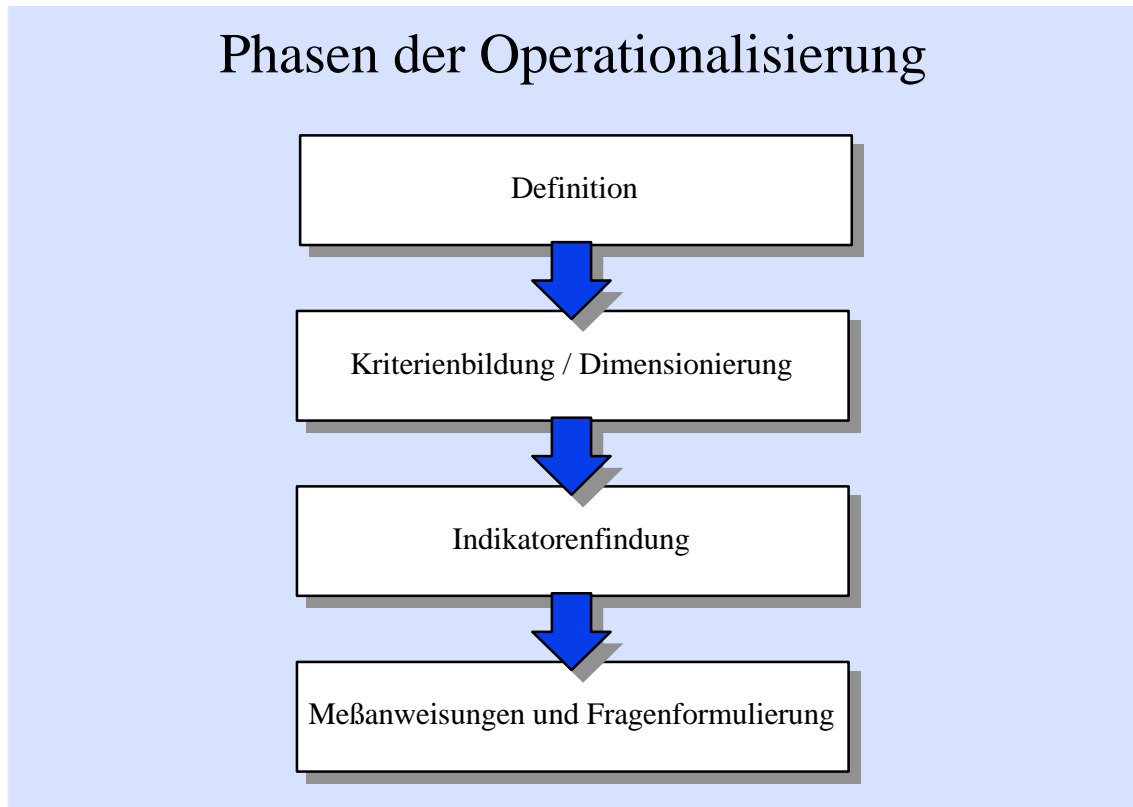 Phasen der Operationalisierung
Definition
Kriterienbildung / Dimensionierung
Indikatorenfindung
Meßanweisungen und Fragenformulierung